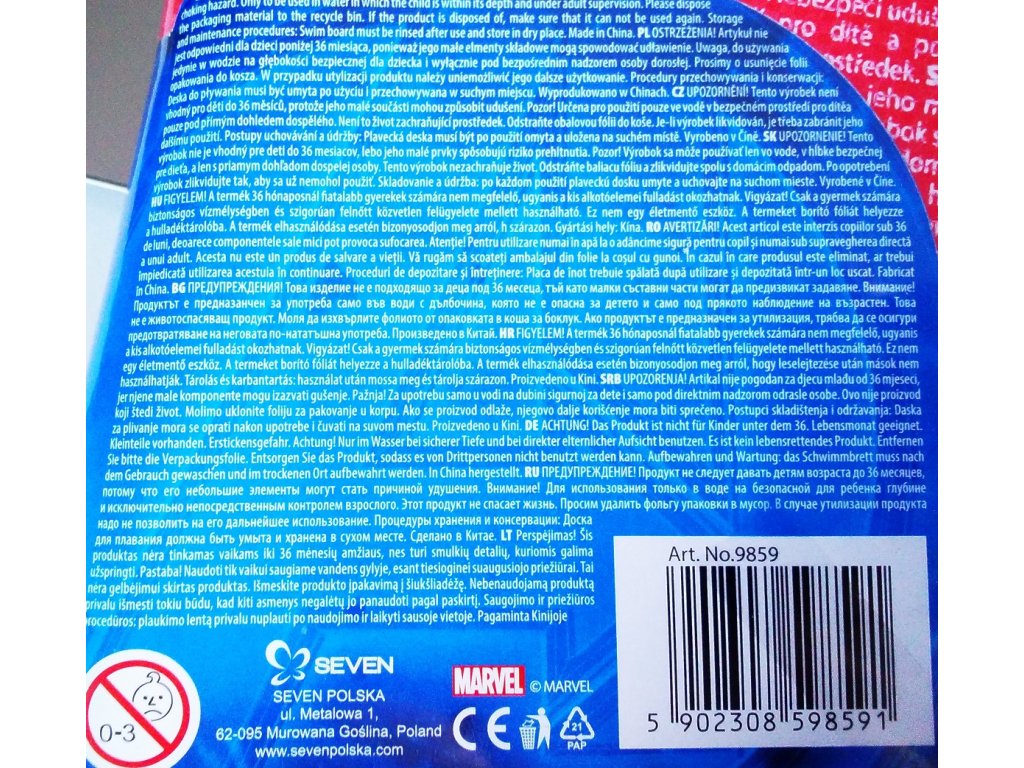 choking hazard. Only to be used in water in which the child is within its depth and under adult supervision. Please dispose
the packaging material to the recycle bin. If the product is disposed of, make sure that it can not be used again. Storage
and maintenance procedures: Swim board must be rinsed after use and store in dry place. Made in China. PL OSTRZEŻENIA! Artykuł nie
jest odpowiedni dla dzieci poniżej 36 miesiąca, ponieważ jego małe elmenty składowe mogą spowodować udławienie. Uwaga, do używania
jedynie w wodzie na głębokości bezpiecznej dla dziecka i wyłącznie pod bezpośrednim nadzorem osoby dorosłej. Prosimy o usunięcie folii
opakowania do kosza. W przypadku utylizacji produktu należy uniemożliwić jego dalsze użytkowanie. Procedury przechowywania i konserwacji:
Deska do pływania musi być umyta po użyciu i przechowywana w suchym miejscu. Wyprodukowano w Chinach. CZ UPOZORNĚNÍ! Tento výrobek není
vhodný pro děti do 36 měsíců, protože jeho malé součásti mohou způsobit udušení. Pozor! Určena pro použití pouze ve vodě v bezpečném prostředí pro dítěa
pouze pod přímým dohledem dospělého. Není to život zachraňující prostředek. Odstraňte obalovou fólii do koše. Je-li výrobek likvidován, je třeba zabránit jeho
dalšímu použití. Postupy uchovávání a údržby: Plavecká deska musí být po použití omyta a uložena na suchém místě. Vyrobeno v Číně. SK UPOZORNENIE! Tento
výrobok nie je vhodný pre deti do 36 mesiacov, lebo jeho malé prvky spôsobujú riziko prehltnutia. Pozor! Výrobok sa môže používať len vo vode, v hĺbke bezpečnej
pre dieťa, a len s priamym dohľadom dospelej osoby. Tento výrobok nezachraňuje život. Odstráňte baliacu fóliu a zlikvidujte spolu s domácim odpadom. Po opotrebení
výrobok zlikvidujte tak, aby sa už nemohol použiť. Skladovanie a údržba: po každom použití plaveckú dosku umyte a uchovajte na suchom mieste. Vyrobené v Číne.
HU FIGYELEM! A termék 36 hónaposnál fiatalabb gyerekek számára nem megfelelő, ugyanis a kis alkotóelemei fulladást okozhatnak. Vigyázat! Csak a gyermek számára
biztonságos vízmélységben és szigorúan felnőtt közvetlen felügyelete mellett használható. Ez nem egy életmentő eszköz. A termeket borító fóliát helyezze
a hulladéktárolóba. A termék elhasználódása esetén bizonyosodjon meg arról, h szárazon. Gyártási hely: Kína. RO AVERTIZĂRI! Acest articol este interzis copiilor sub 36
de luni, deoarece componentele sale mici pot provoca sufocarea. Atenţie! Pentru utilizare numai în apă la o adâncime sigură pentru copil şi numai sub supravegherea directă
a unui adult. Acesta nu este un produs de salvare a vieţii. Vă rugăm să scoateţi ambalajul din folie la coşul cu gunoi. În cazul în care produsul este eliminat, ar trebui
împiedicată utilizarea acestuia în continuare. Proceduri de depozitare şi întreţinere: Placa de înot trebuie spălată după utilizare şi depozitată într-un loc uscat. Fabricat
în China. BG ПРЕДУПРЕЖДЕНИЯ! Това изделие не е подходящо за деца под 36 месеца, тъй като малки съставни части могат да предизвикат задавяне. Внимание!
Продуктът е предназанчен за употреба само във води с дълбочина, която не е опасна за детето и само под прякото наблюдение на възрастен. Това
не е животоспасяващ продукт. Моля да изхвърлите фолиото от опаковката в коша за боклук. Ако продуктът е предназначен за утилизация, трябва да се осигури
предотвратяване на неговата по-нататъшна употреба. Произведено в Китай. HR FIGYELEM! A termék 36 hónaposnál fiatalabb gyerekek számára nem megfelelő, ugyanis
a kis alkotóelemei fulladást okozhatnak. Vigyázat! Csak a gyermek számára biztonságos vízmélységben és szigorúan felnőtt közvetlen felügyelete mellett használható. Ez nem
egy életmentő eszköz. A termeket borító fóliát helyezze a hulladéktárolóba. A termék elhasználódása esetén bizonyosodjon meg arról, hogy leselejtezése után mások nem
használhatják. Tárolás és karbantartás: használat után mossa meg és tárolja szárazon. Proizvedeno u Kini. SRB UPOZORENJA! Artikal nije pogodan za djecu mlađu od 36 mjeseci,
jer njene male komponente mogu izazvati gušenje. Pažnja! Za upotrebu samo u vodi na dubini sigurnoj za dete i samo pod direktnim nadzorom odrasle osobe. Ovo nije proizvod
koji štedi život. Molimo uklonite foliju za pakovanje u korpu. Ako se proizvod odlaže, njegovo dalje korišćenje mora biti sprečeno. Postupci skladištenja i održavanja: Daska
za plivanje mora se oprati nakon upotrebe i čuvati na suvom mestu. Proizvedeno u Kini. DE ACHTUNG! Das Produkt ist nicht für Kinder unter dem 36. Lebensmonat geeignet.
Kleinteile vorhanden. Erstickensgefahr. Achtung! Nur im Wasser bei sicherer Tiefe und bei direkter elternlicher Aufsicht benutzen. Es ist kein lebensrettendes Produkt. Entfernen
Sie bitte die Verpackungsfolie. Entsorgen Sie das Produkt, sodass es von Drittpersonen nicht benutzt werden kann. Aufbewahren und Wartung: das Schwimmbrett muss nach
dem Gebrauch gewaschen und im trockenen Ort aufbewahrt werden. In China hergestellt. RU ПРЕДУПРЕЖДЕНИЕ! Продукт не следует давать детям возраста до 36 месяцев,
потому что его небольшие элементы могут стать причиной удушения. Внимание! Для использования только в воде на безопасной для ребенка глубине
и исключительно непосредственным контролем взрослого. Этот продукт не спасает жизнь. Просим удалить фольгу упаковки в мусор. В случае утилизации продукта
надо не позволить на его дальнейшее использование. Процедуры хранения и консервации: Доска
для плавания должна быть умыта и хранена в сухом месте. Сделано в Китае. LT Perspėjimas! Šis
produktas nėra tinkamas vaikams iki 36 mėnesių amžiaus, nes turi smulkių detalių, kuriomis galima
užspringti. Pastaba! Naudoti tik vaikui saugiame vandens gylyje, esant tiesioginei suaugusiojo priežiūrai. Tai
nėra gelbėjimui skirtas produktas. Išmeskite produkto įpakavimą į šiukšliadėžę. Nebenaudojamą produktą
privalu išmesti tokiu būdu, kad kiti asmenys negalėtų jo panaudoti pagal paskirtį. Saugojimo ir priežiūros
procedūros: plaukimo lentą privalu nuplauti po naudojimo ir laikyti sausoje vietoje. Pagaminta Kinijoje
ebezpečí uduš
pro dítě a po
ostředek. S
jeho m
bok s
dom
Art. No.9859
5 902308 598591
0-3
SEVEN
SEVEN POLSKA
ul. Metalowa 1,
62-095 Murowana Goślina, Poland
www.sevenpolska.com
MARVEL © MARVEL
CE
21
PAP